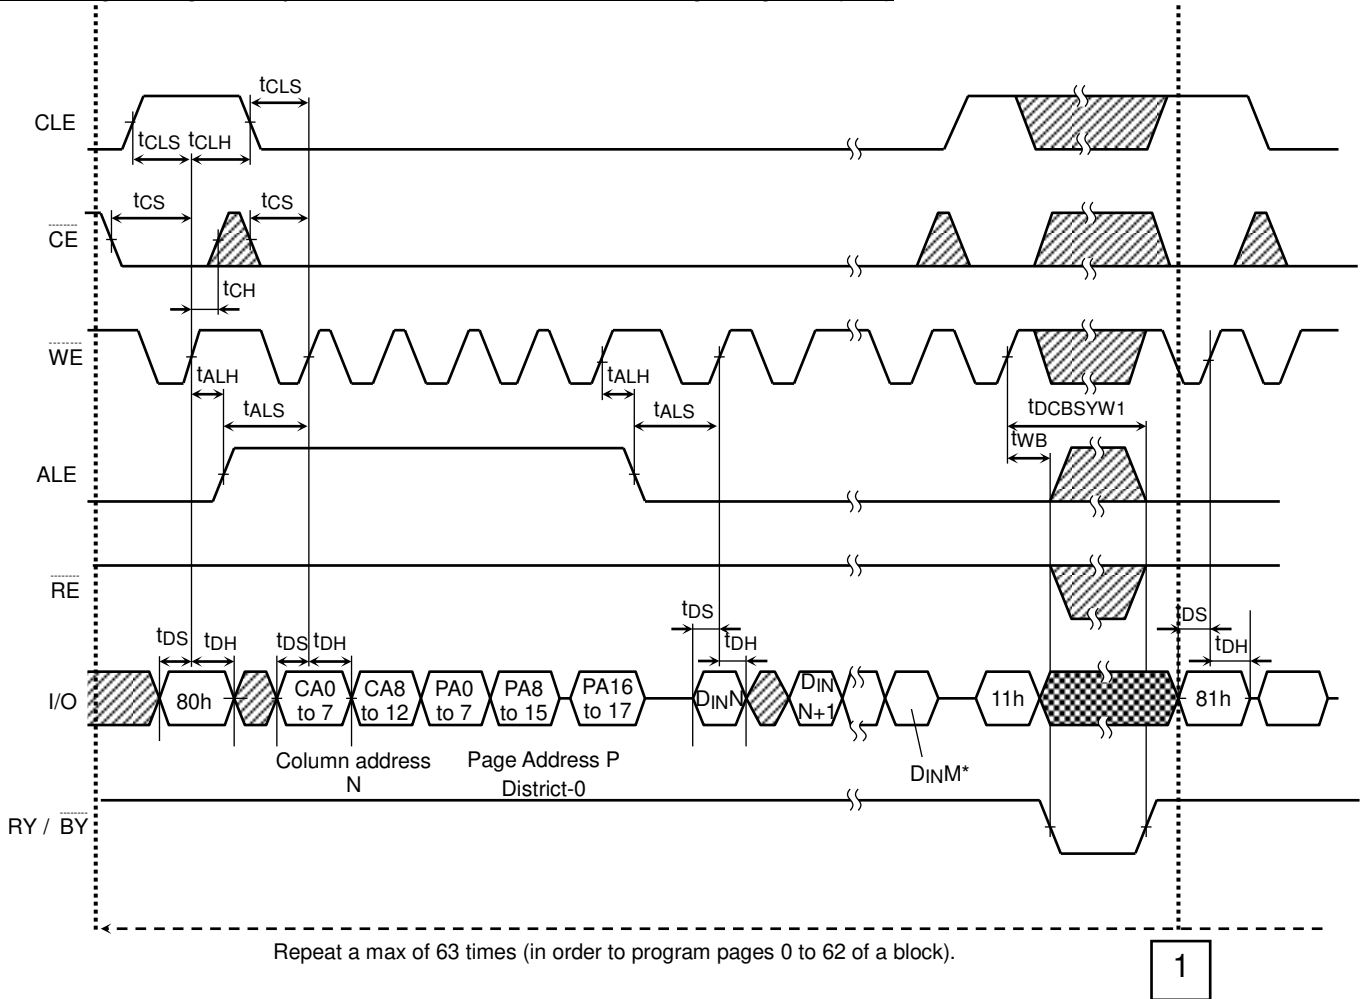 tCLS
CLE
tCLS tCLH
tCS tCS
CE
tCH
WE
tALH tALH
tALS tALS tDCBSYW1
tWB
ALE
RE
tDS tDH tDS tDH tDS tDH DS tDH
I/O 80h CA0 to 7 CA8 to 12 PA0 to 7 PA8 to 15 PA16 to 17 DINN DIN N+1 11h 81h
Column address N
Page Address P
District-0
DINM*
RY / BY
Repeat a max of 63 times (in order to program pages 0 to 62 of a block).
1